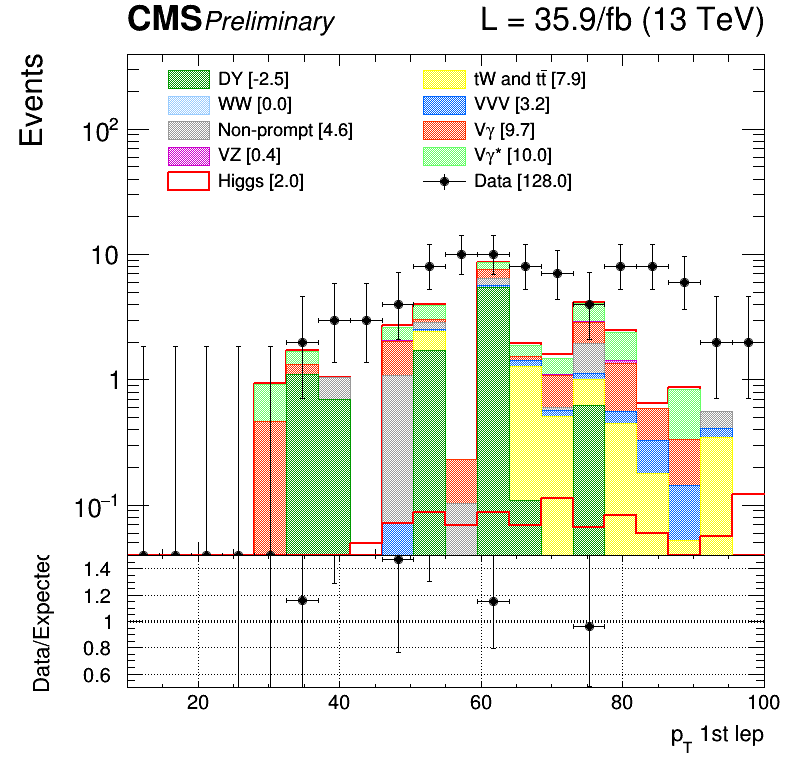 CMS Preliminary L = 35.9/fb (13 TeV)
Events
DY [-2.5]
WW [0.0]
Non-prompt [4.6]
VZ [0.4]
Higgs [2.0]
tW and tt̅ [7.9]
VVV [3.2]
Vγ [9.7]
Vγ* [10.0]
Data [128.0]
10²
10
1
10⁻¹
Data/Expected
1.4
1.2
1
0.8
0.6
20 40 60 80 100
p_T 1st lep